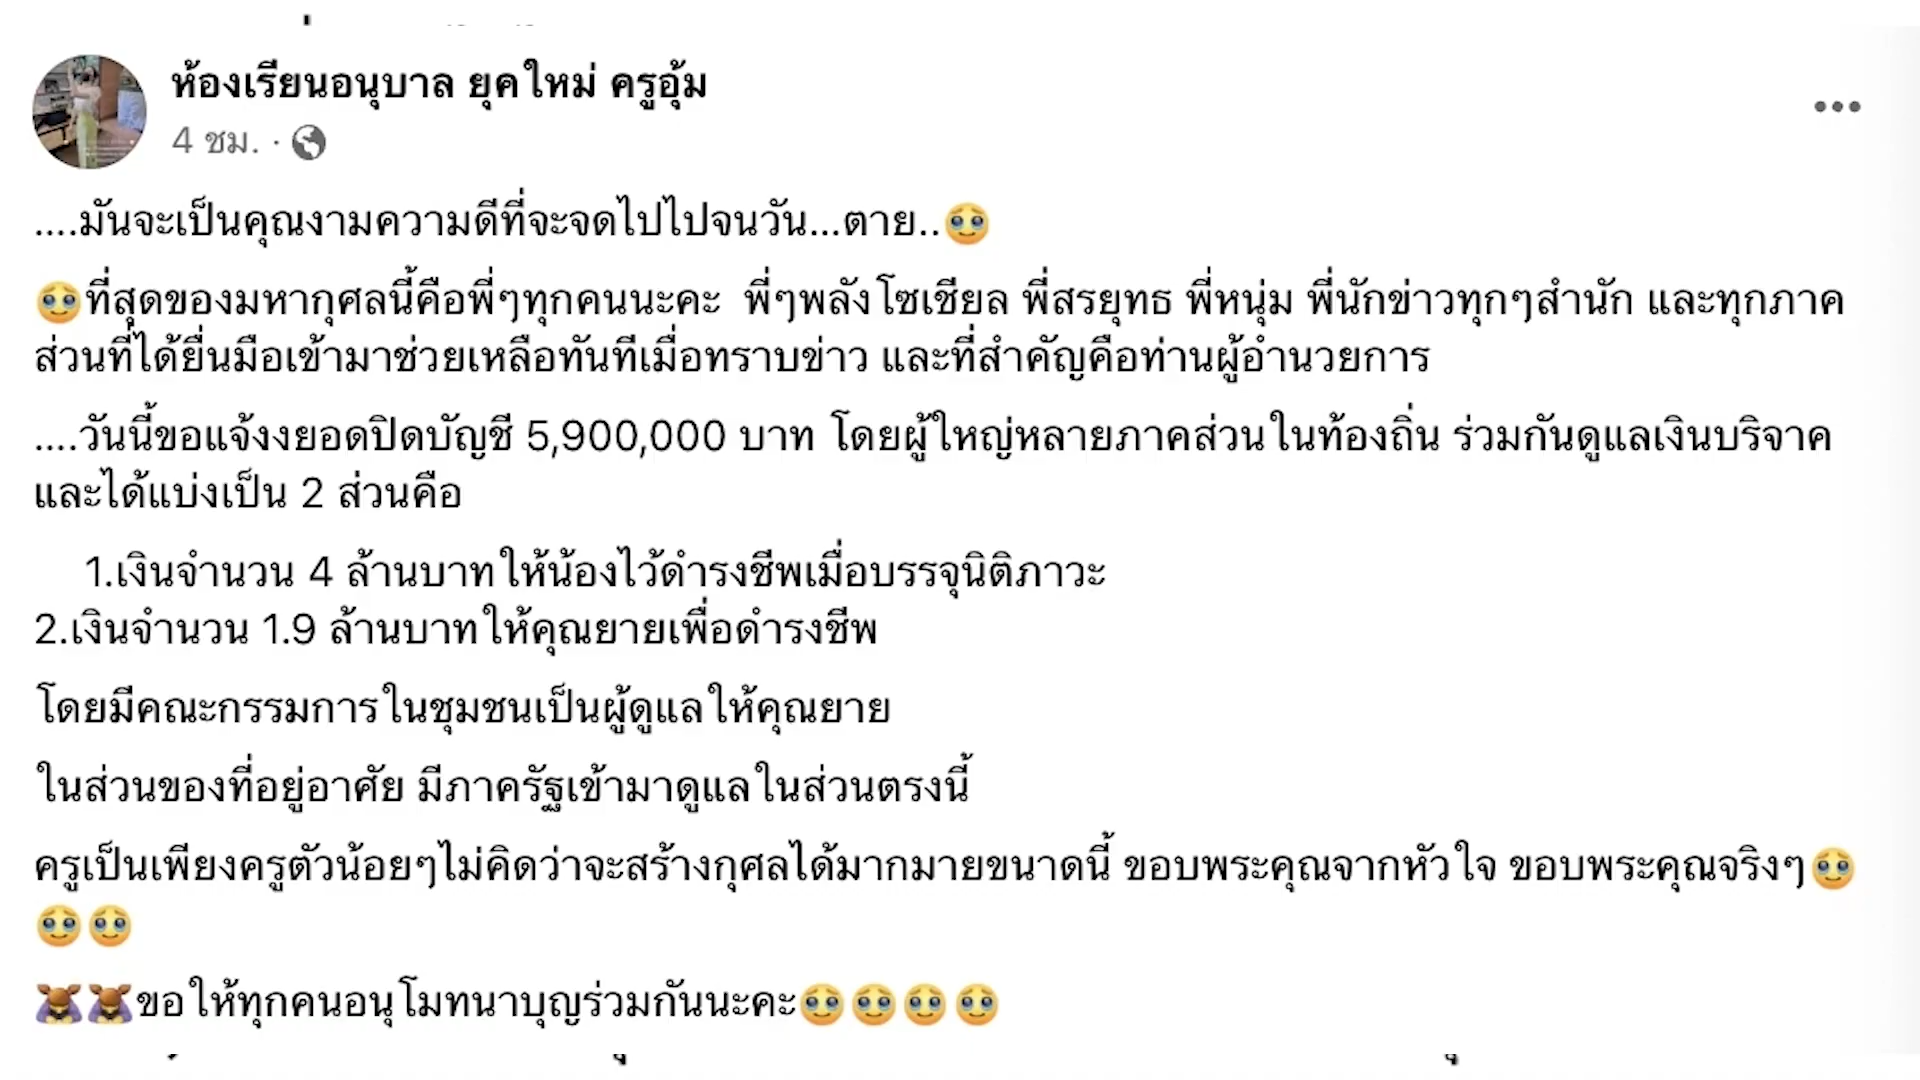 ห้องเรียนอนุบาล ยุคใหม่ ครูอุ้ม
4 ชม. ·
....มันจะเป็นคุณงามความดีที่จะจดไปไปจนวัน...ตาย..🥹
🥹ที่สุดของมหากุศลนี้คือพี่ๆทุกคนนะคะ พี่ๆพลังโซเชียล พี่สรยุทธ พี่หนุ่ม พี่นักข่าวทุกๆสำนัก และทุกภาค
ส่วนที่ได้ยื่นมือเข้ามาช่วยเหลือทันทีเมื่อทราบข่าว และที่สำคัญคือท่านผู้อำนวยการ
....วันนี้ขอแจ้งงยอดปิดบัญชี 5,900,000 บาท โดยผู้ใหญ่หลายภาคส่วนในท้องถิ่น ร่วมกันดูแลเงินบริจาค
และได้แบ่งเป็น 2 ส่วนคือ
1.เงินจำนวน 4 ล้านบาทให้น้องไว้ดำรงชีพเมื่อบรรจุนิติภาวะ
2.เงินจำนวน 1.9 ล้านบาทให้คุณยายเพื่อดำรงชีพ
โดยมีคณะกรรมการในชุมชนเป็นผู้ดูแลให้คุณยาย
ในส่วนของที่อยู่อาศัย มีภาครัฐเข้ามาดูแลในส่วนตรงนี้
ครูเป็นเพียงครูตัวน้อยๆไม่คิดว่าจะสร้างกุศลได้มากมายขนาดนี้ ขอบพระคุณจากหัวใจ ขอบพระคุณจริงๆ🥹
🥹🥹
🙇‍♀️🙇‍♀️ขอให้ทุกคนอนุโมทนาบุญร่วมกันนะคะ🥹🥹🥹🥹